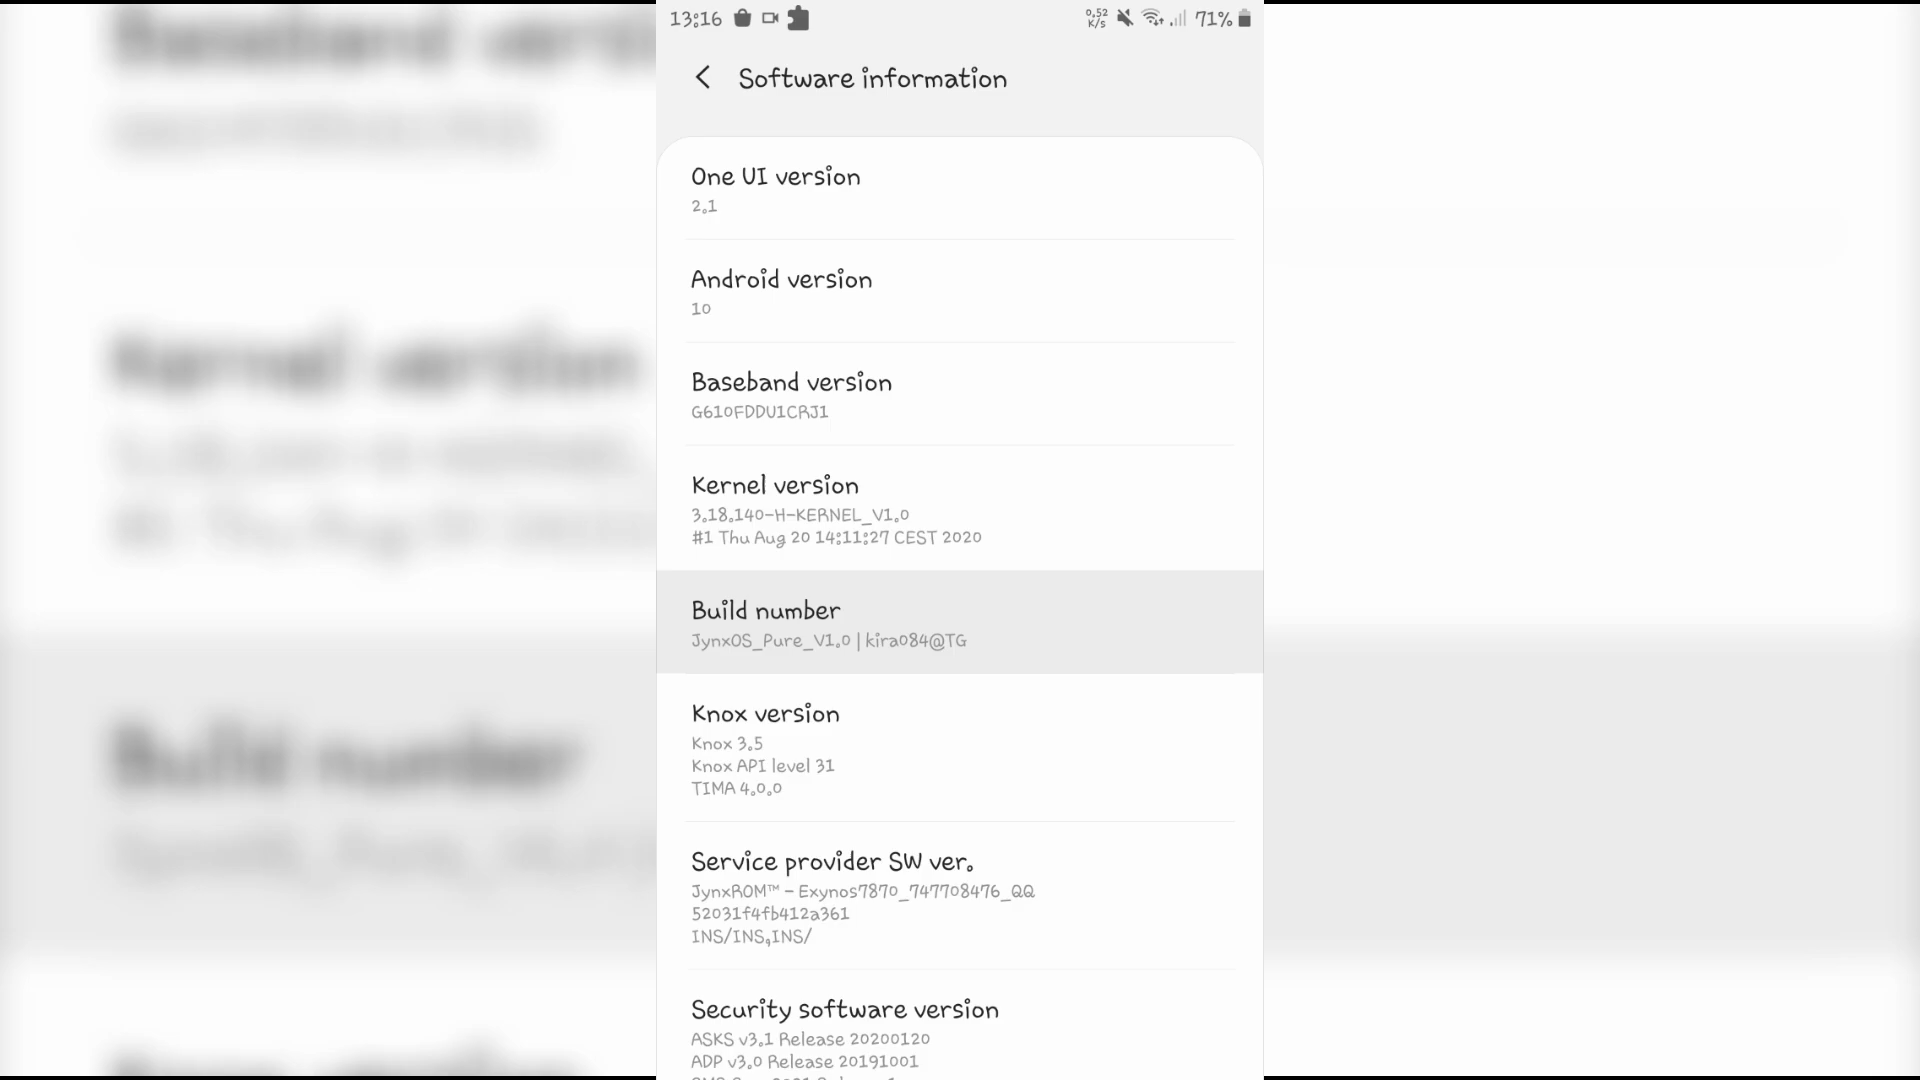 13:16
0.52
K/s
71%
Software information
One UI version
2.1
Android version
10
Baseband version
G610FDDU1CRJ1
Kernel version
3.18.140-H-KERNEL_V1.0
#1 Thu Aug 20 14:11:27 CEST 2020
Build number
JynxOS_Pure_V1.0 | kira084@TG
Knox version
Knox 3.5
Knox API level 31
TIMA 4.0.0
Service provider SW ver.
JynxROM™ - Exynos7870_747708476_QQ
52031f4fb412a361
INS/INS,INS/
Security software version
ASKS v3.1 Release 20200120
ADP v3.0 Release 20191001